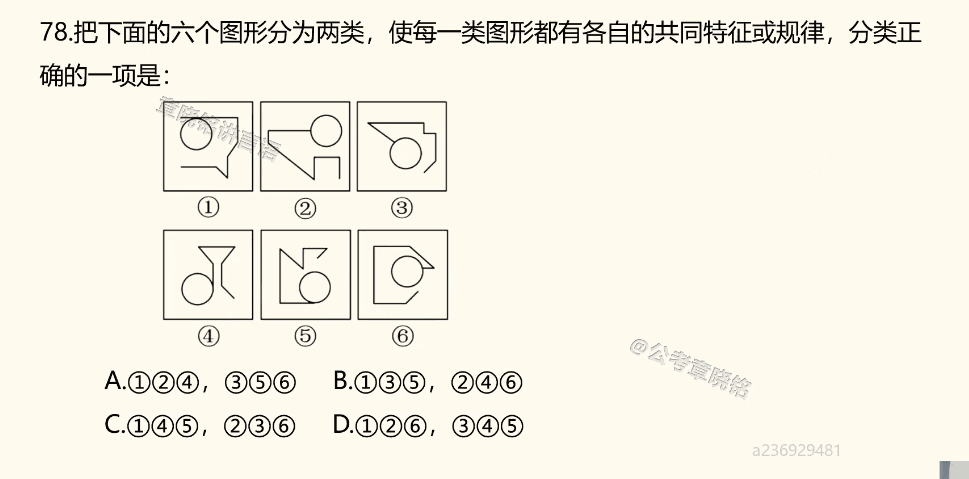 78.把下面的六个图形分为两类，使每一类图形都有各自的共同特征或规律，分类正
确的一项是：
章晓铭讲言语
① ② ③
④ ⑤ ⑥
@公考章晓铭
A.①②④，③⑤⑥ B.①③⑤，②④⑥
C.①④⑤，②③⑥ D.①②⑥，③④⑤
a236929481